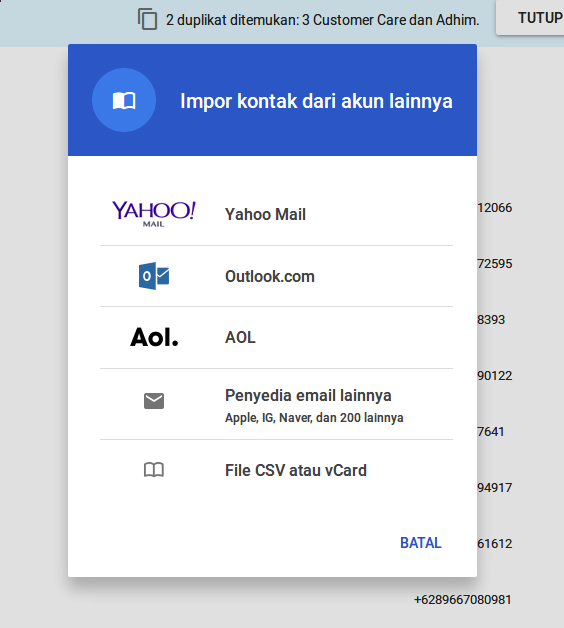 2 duplikat ditemukan: 3 Customer Care dan Adhim.
TUTUP
Impor kontak dari akun lainnya
YAHOO!
MAIL
Yahoo Mail
Outlook.com
Aol.
AOL
Penyedia email lainnya
Apple, IG, Naver, dan 200 lainnya
File CSV atau vCard
BATAL
12066
72595
8393
90122
7641
94917
61612
+6289667080981